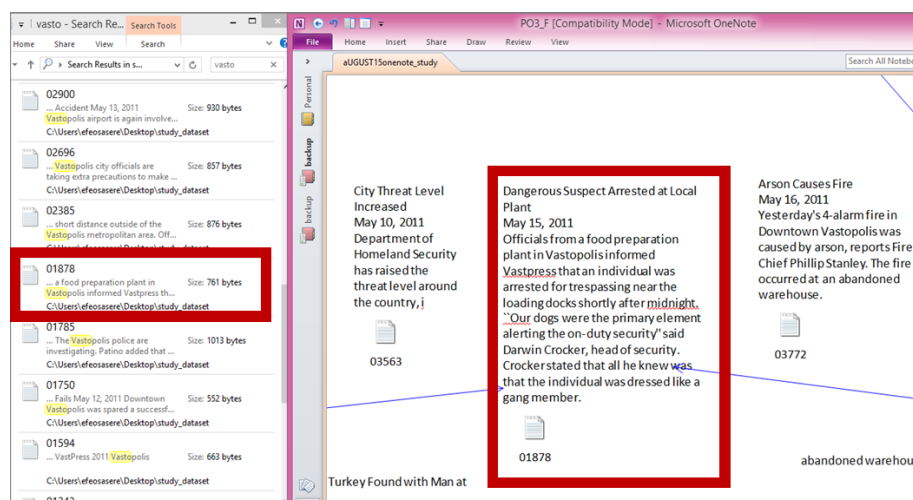 vasto - Search Re...
Search Tools
Home
Share
View
Search
Search Results in s...
vasto
02900
... Accident May 13, 2011
Vastopolis airport is again involve...
Size: 930 bytes
C:\Users\efeosasere\Desktop\study_dataset
02696
... Vastopolis city officials are
taking extra precautions to make ...
Size: 857 bytes
C:\Users\efeosasere\Desktop\study_dataset
02385
... short distance outside of the
Vastopolis metropolitan area. Off...
Size: 876 bytes
C:\Users\efeosasere\Desktop\study_dataset
01878
... a food preparation plant in
Vastopolis informed Vastpress th...
Size: 761 bytes
C:\Users\efeosasere\Desktop\study_dataset
01785
... The Vastopolis police are
investigating. Patino added that ...
Size: 1013 bytes
C:\Users\efeosasere\Desktop\study_dataset
01750
... Fails May 12, 2011 Downtown
Vastopolis was spared a successf...
Size: 552 bytes
C:\Users\efeosasere\Desktop\study_dataset
01594
... VastPress 2011 Vastopolis
Size: 663 bytes
C:\Users\efeosasere\Desktop\study_dataset
PO3_F [Compatibility Mode] - Microsoft OneNote
File
Home
Insert
Share
Draw
Review
View
aUGUST15onenote_study
Search All Notebo
Personal
backup
backup
City Threat Level
Increased
May 10, 2011
Department of
Homeland Security
has raised the
threat level around
the country, i
03563
Dangerous Suspect Arrested at Local
Plant
May 15, 2011
Officials from a food preparation
plant in Vastopolis informed
Vastpress that an individual was
arrested for trespassing near the
loading docks shortly after midnight.
``Our dogs were the primary element
alerting the on-duty security" said
Darwin Crocker, head of security.
Crocker stated that all he knew was
that the individual was dressed like a
gang member.
01878
Arson Causes Fire
May 16, 2011
Yesterday's 4-alarm fire in
Downtown Vastopolis was
caused by arson, reports Fire
Chief Phillip Stanley. The fire
occurred at an abandoned
warehouse.
03772
Turkey Found with Man at
abandoned warehou